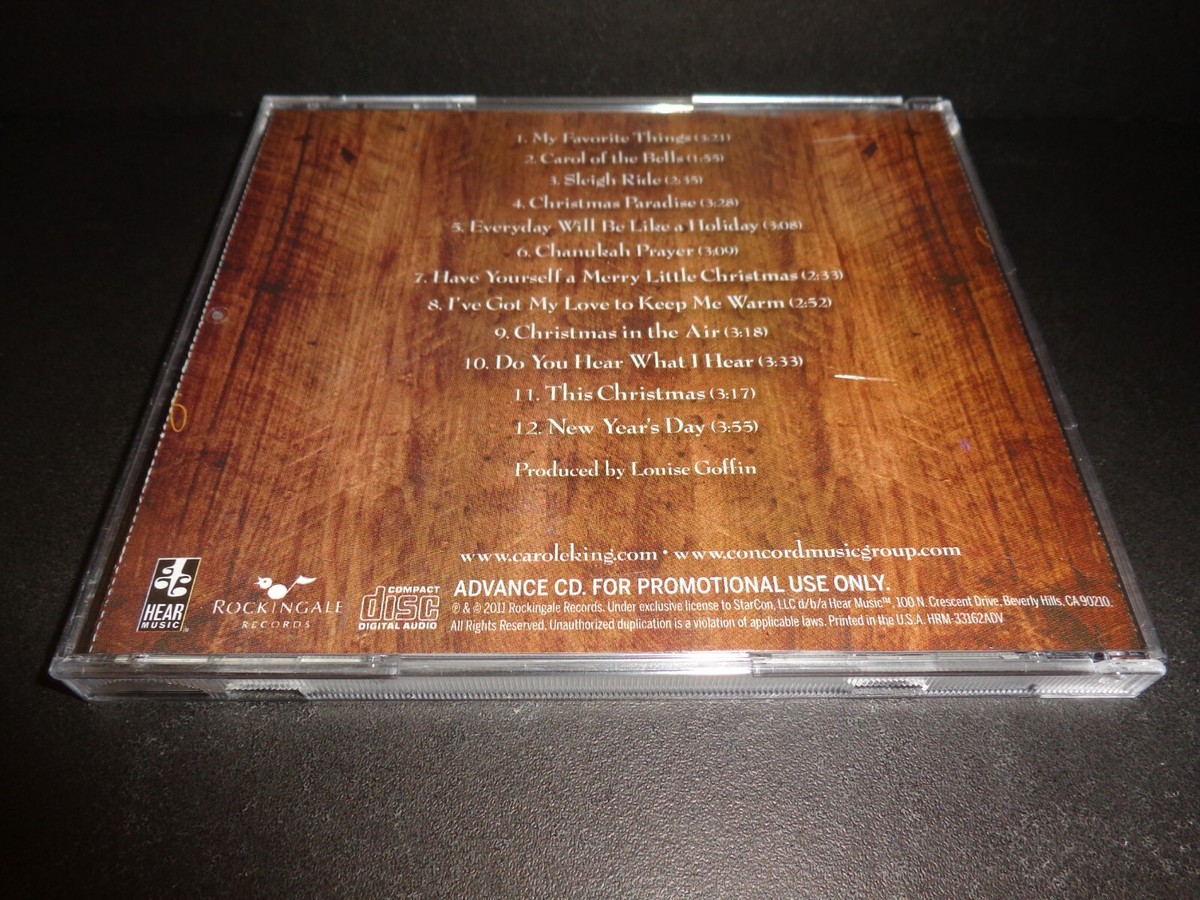 1. My Favorite Things (3:21)
2. Carol of the Bells (1:55)
3. Sleigh Ride (2:35)
4. Christmas Paradise (3:28)
5. Everyday Will Be Like a Holiday (3:08)
6. Chanukah Prayer (3:09)
7. Have Yourself a Merry Little Christmas (2:33)
8. I've Got My Love to Keep Me Warm (2:52)
9. Christmas in the Air (3:18)
10. Do You Hear What I Hear (3:33)
11. This Christmas (3:17)
12. New Year's Day (3:55)
Produced by Louise Goffin
www.caroleking.com • www.concordmusicgroup.com
HEAR
MUSIC™
ROCKINGALE
RECORDS
COMPACT
disc
DIGITAL AUDIO
ADVANCE CD. FOR PROMOTIONAL USE ONLY.
℗ & © 2011 Rockingale Records. Under exclusive license to StarCon, LLC d/b/a Hear Music™, 100 N. Crescent Drive, Beverly Hills, CA 90210.
All Rights Reserved. Unauthorized duplication is a violation of applicable laws. Printed in the U.S.A. HRM-33162ADV